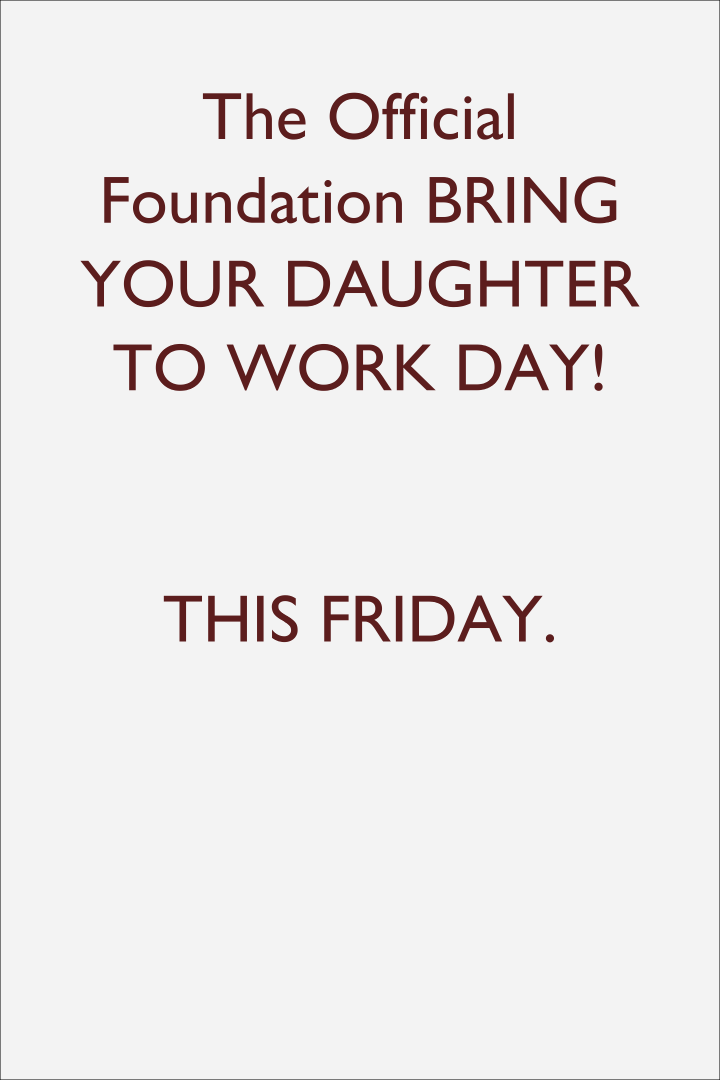 The Official
Foundation BRING
YOUR DAUGHTER
TO WORK DAY!
THIS FRIDAY.